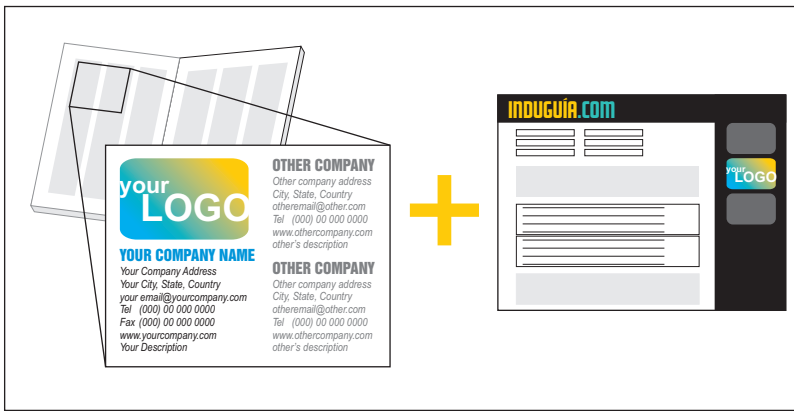 your
LOGO
YOUR COMPANY NAME
Your Company Address
Your City, State, Country
your email@yourcompany.com
Tel (000) 00 000 0000
Fax (000) 00 000 0000
www.yourcompany.com
Your Description
OTHER COMPANY
Other company address
City, State, Country
otheremail@other.com
Tel (000) 00 000 0000
www.othercompany.com
other's description
OTHER COMPANY
Other company address
City, State, Country
otheremail@other.com
Tel (000) 00 000 0000
www.othercompany.com
other's description
+
INDUGUÍA.COM
your
LOGO